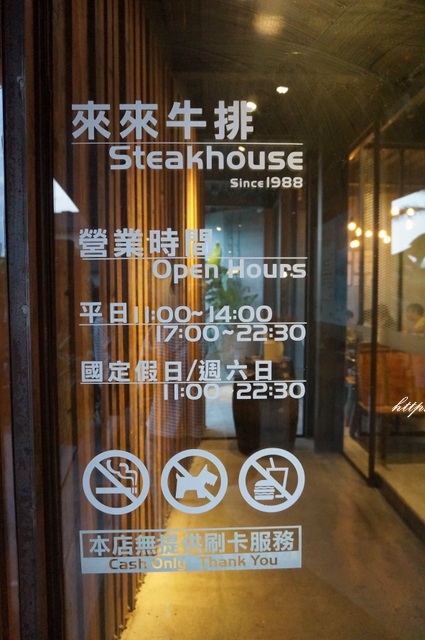 來來牛排
Steakhouse
Since1988
營業時間
Open Hours
平日11:00~14:00
17:00~22:30
國定假日/週六日
11:00~22:30
本店無提供刷卡服務
Cash Only Thank You
http